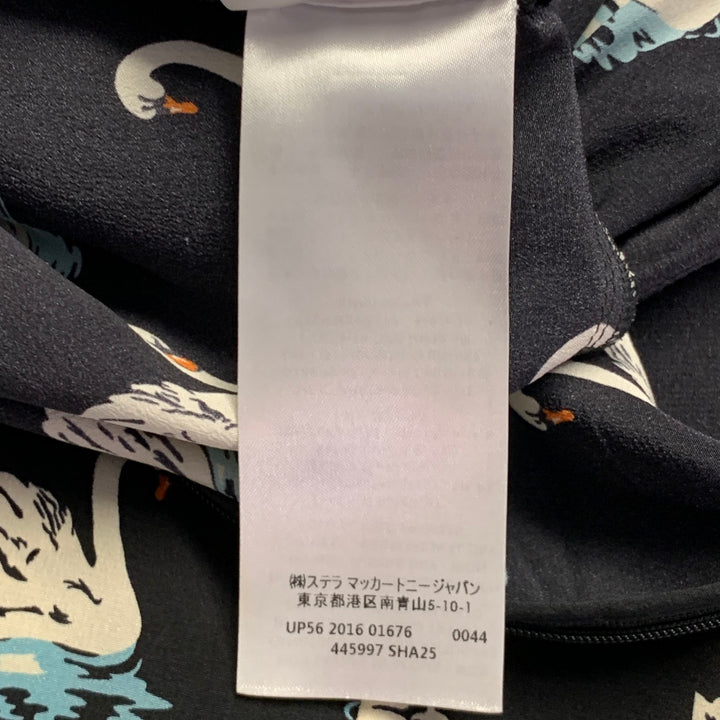 ㈱ステラ マッカートニージャパン
東京都港区南青山5-10-1
UP56 2016 01676 0044
445997 SHA25